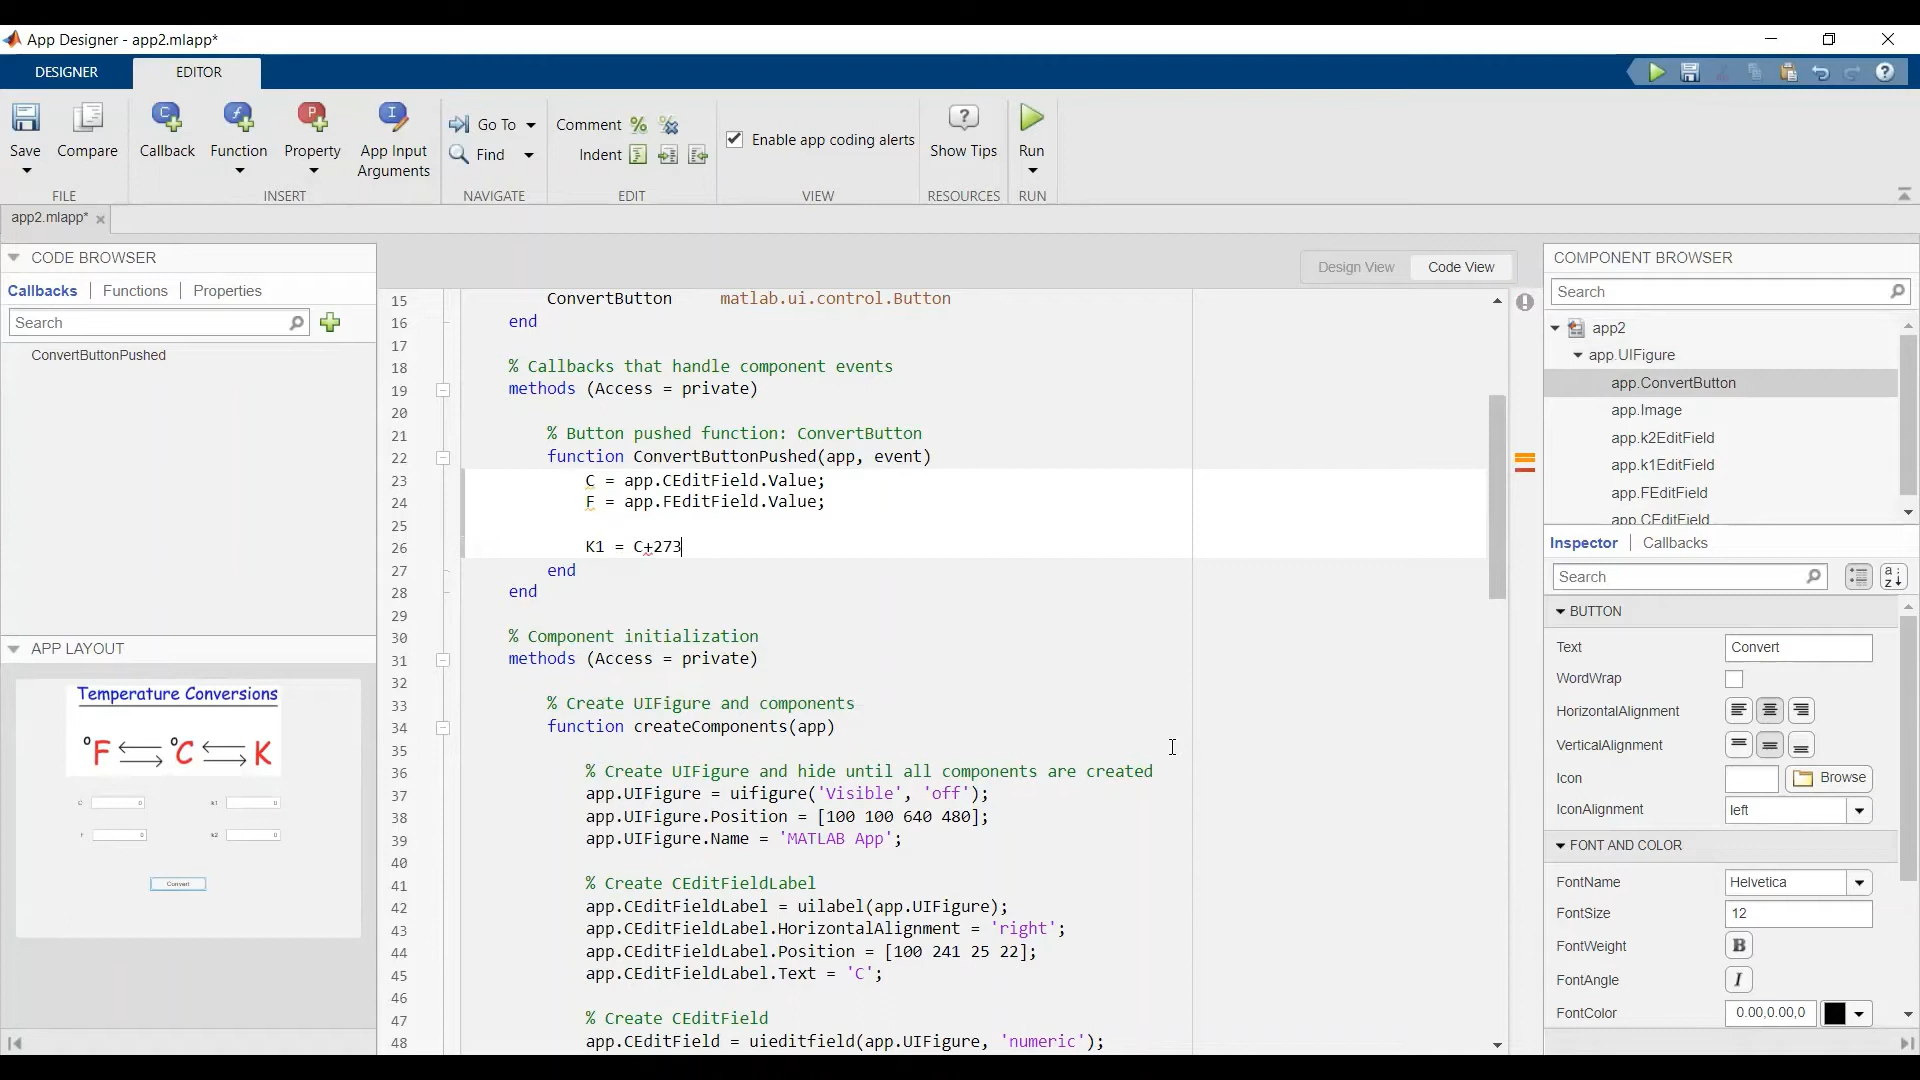 App Designer - app2.mlapp*
DESIGNER
EDITOR
Save
Compare
Callback
Function
Property
App Input
Arguments
Go To
Find
Comment
Indent
Enable app coding alerts
Show Tips
Run
FILE
INSERT
NAVIGATE
EDIT
VIEW
RESOURCES
RUN
app2.mlapp*
CODE BROWSER
Callbacks
Functions
Properties
Search
ConvertButtonPushed
APP LAYOUT
Temperature Conversions
°F
°C
K
C 0
k1 0
F 0
k2 0
Convert
Design View
Code View
15 ConvertButton matlab.ui.control.Button
16 end
17
18 % Callbacks that handle component events
19 methods (Access = private)
20
21 % Button pushed function: ConvertButton
22 function ConvertButtonPushed(app, event)
23 C = app.CEditField.Value;
24 F = app.FEditField.Value;
25
26 K1 = C+273
27 end
28 end
29
30 % Component initialization
31 methods (Access = private)
32
33 % Create UIFigure and components
34 function createComponents(app)
35
36 % Create UIFigure and hide until all components are created
37 app.UIFigure = uifigure('Visible', 'off');
38 app.UIFigure.Position = [100 100 640 480];
39 app.UIFigure.Name = 'MATLAB App';
40
41 % Create CEditFieldLabel
42 app.CEditFieldLabel = uilabel(app.UIFigure);
43 app.CEditFieldLabel.HorizontalAlignment = 'right';
44 app.CEditFieldLabel.Position = [100 241 25 22];
45 app.CEditFieldLabel.Text = 'C';
46
47 % Create CEditField
48 app.CEditField = uieditfield(app.UIFigure, 'numeric');
COMPONENT BROWSER
Search
app2
app.UIFigure
app.ConvertButton
app.Image
app.k2EditField
app.k1EditField
app.FEditField
app.CEditField
Inspector
Callbacks
Search
BUTTON
Text Convert
WordWrap
HorizontalAlignment
VerticalAlignment
Icon Browse
IconAlignment left
FONT AND COLOR
FontName Helvetica
FontSize 12
FontWeight B
FontAngle I
FontColor 0.00,0.00,0